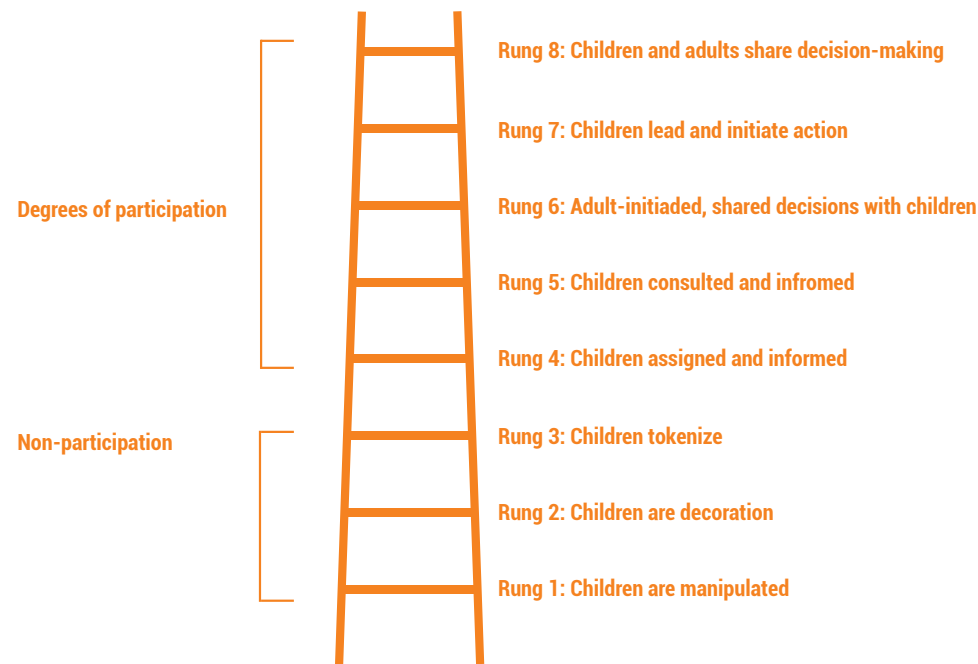 Rung 8: Children and adults share decision-making
Rung 7: Children lead and initiate action
Degrees of participation
Rung 6: Adult-initiaded, shared decisions with children
Rung 5: Children consulted and infromed
Rung 4: Children assigned and informed
Non-participation
Rung 3: Children tokenize
Rung 2: Children are decoration
Rung 1: Children are manipulated